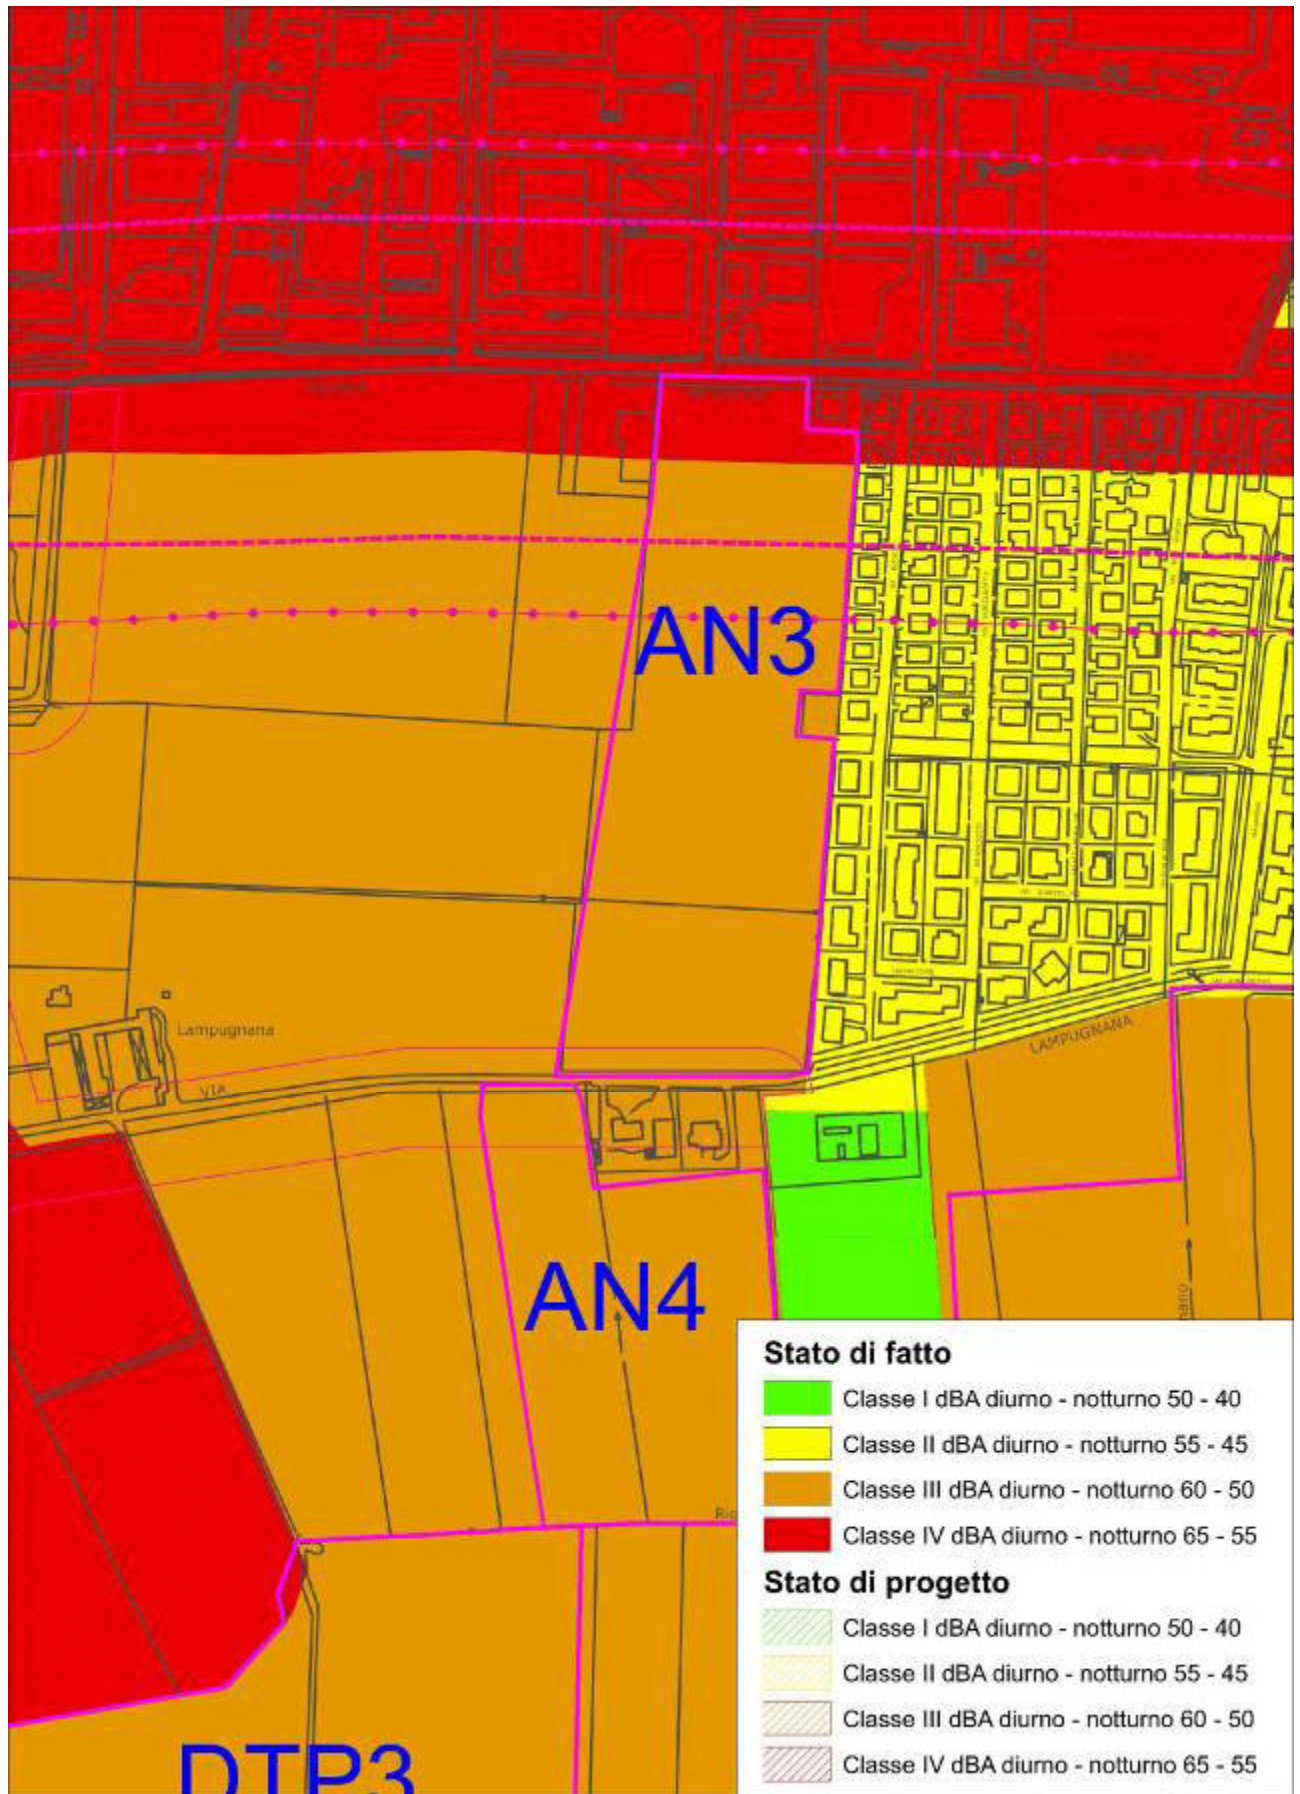 AN3
Lampugnana
VIA
LAMPUGNANA
AN4
Stato di fatto
Classe I dBA diurno - notturno 50 - 40
Classe II dBA diurno - notturno 55 - 45
Classe III dBA diurno - notturno 60 - 50
Classe IV dBA diurno - notturno 65 - 55
Stato di progetto
Classe I dBA diurno - notturno 50 - 40
Classe II dBA diurno - notturno 55 - 45
Classe III dBA diurno - notturno 60 - 50
Classe IV dBA diurno - notturno 65 - 55
DTP3